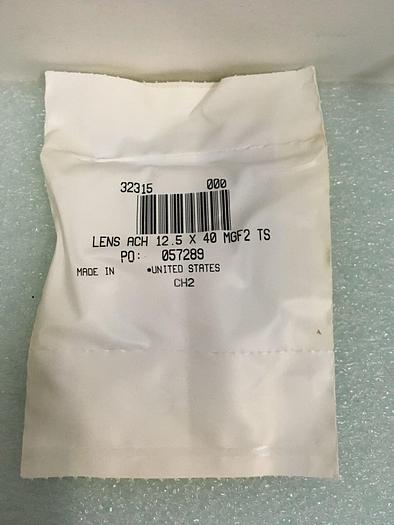 32315 000
LENS ACH 12.5 X 40 MGF2 TS
PO: 057289
MADE IN •UNITED STATES
CH2